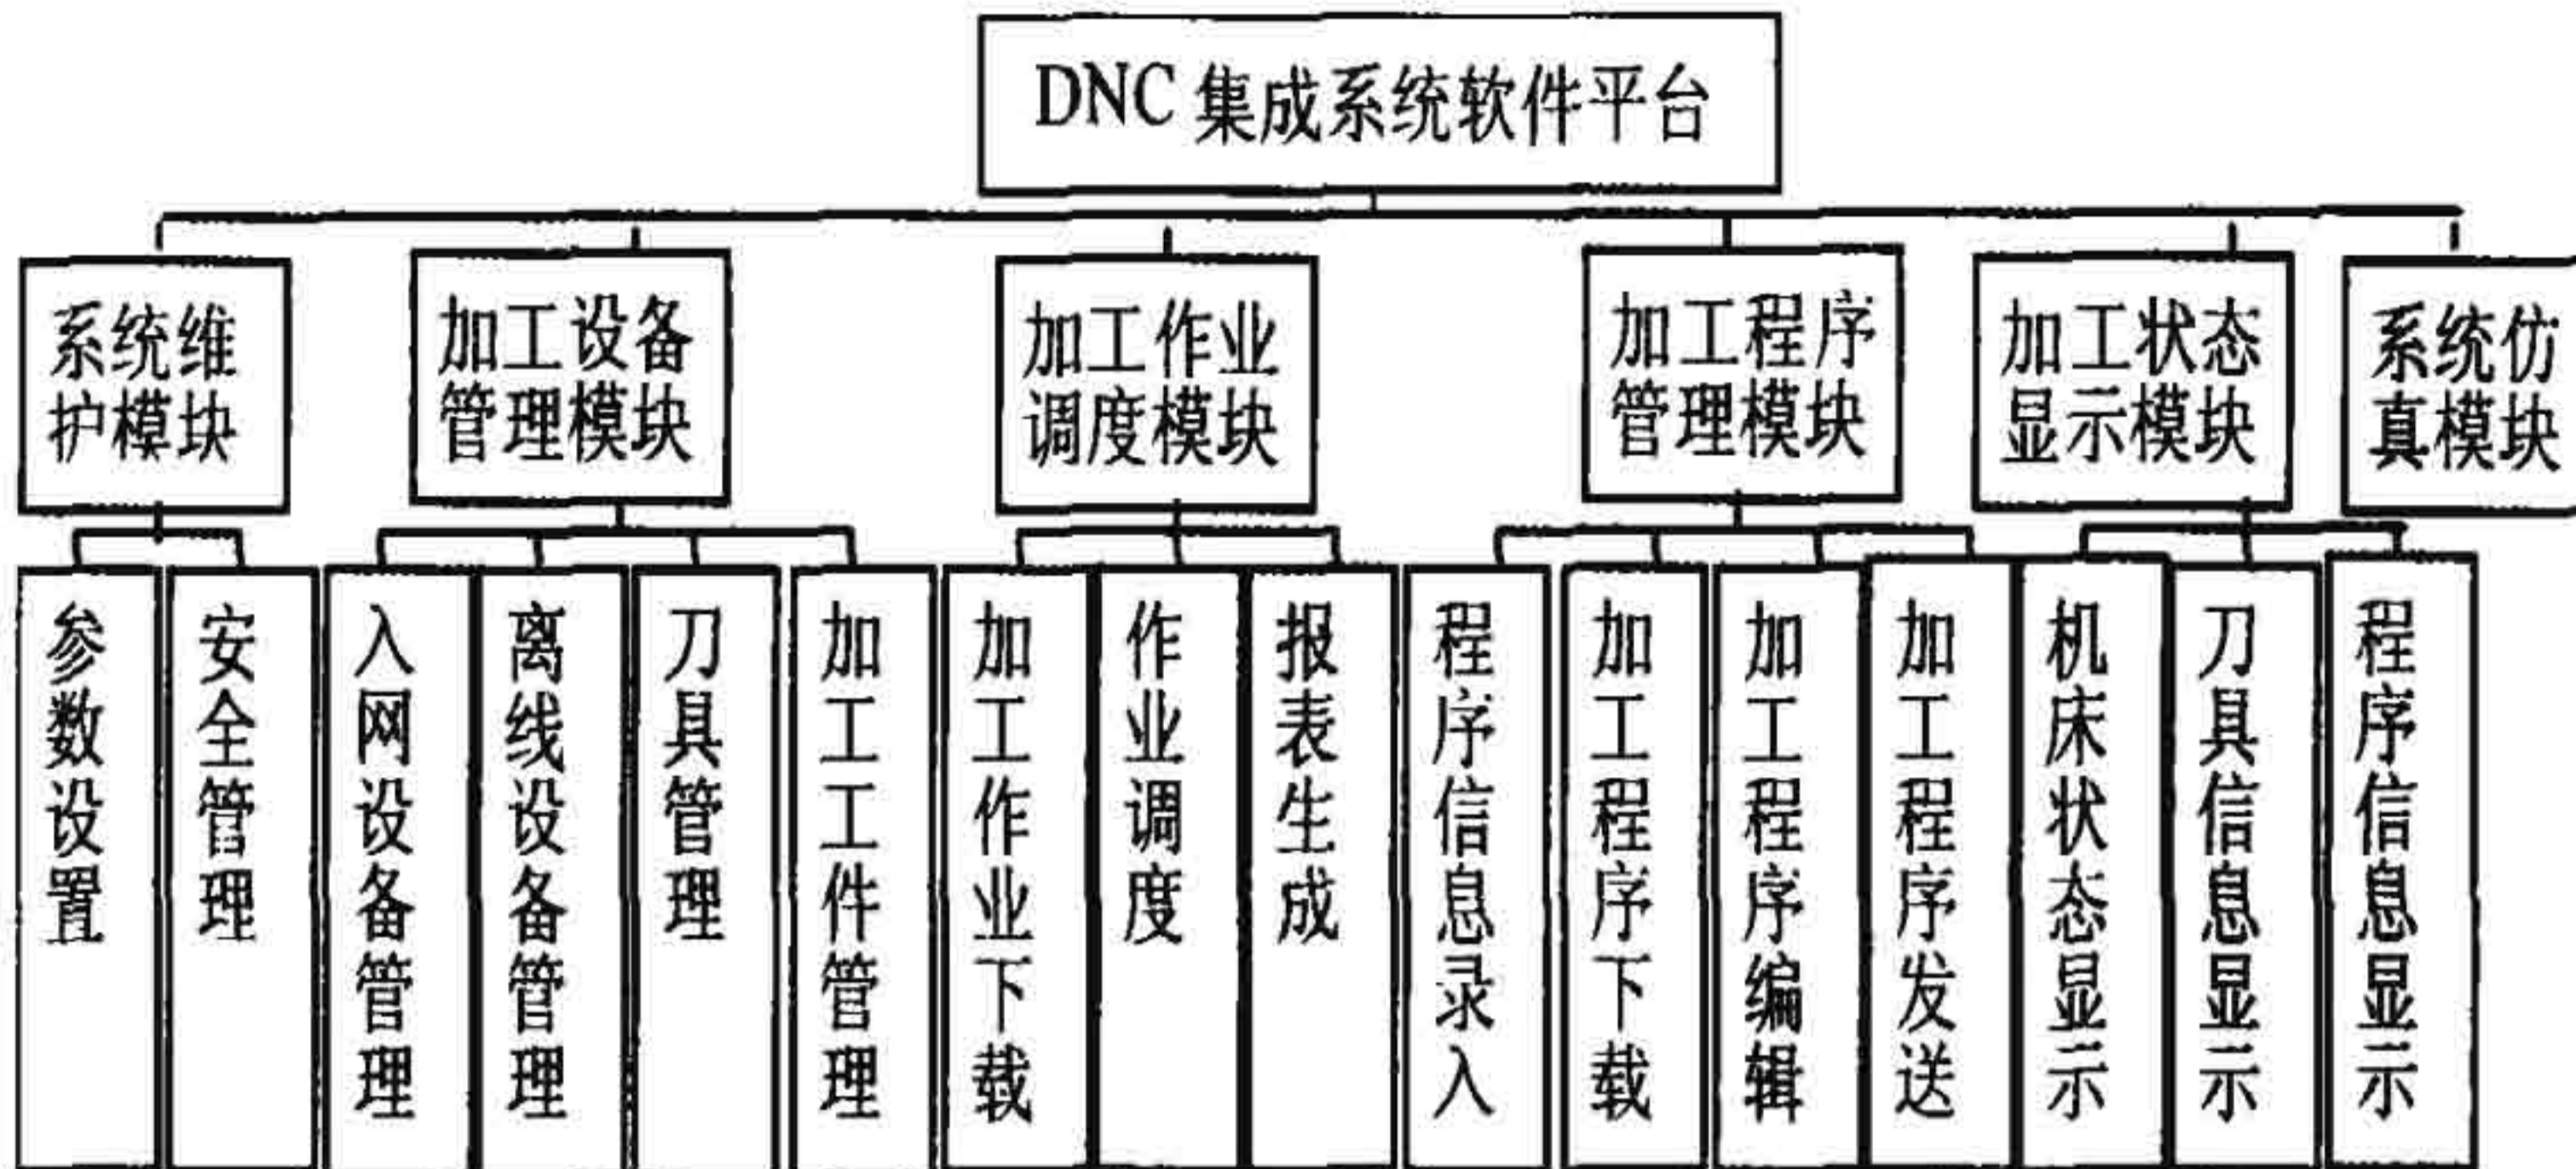 DNC 集成系统软件平台
系统维
护模块
加工设备
管理模块
加工作业
调度模块
加工程序
管理模块
加工状态
显示模块
系统仿
真模块
参数设置
安全管理
入网设备管理
离线设备管理
刀具管理
加工工件管理
加工作业下载
作业调度
报表生成
程序信息录入
加工程序下载
加工程序编辑
加工程序发送
机床状态显示
刀具信息显示
程序信息显示